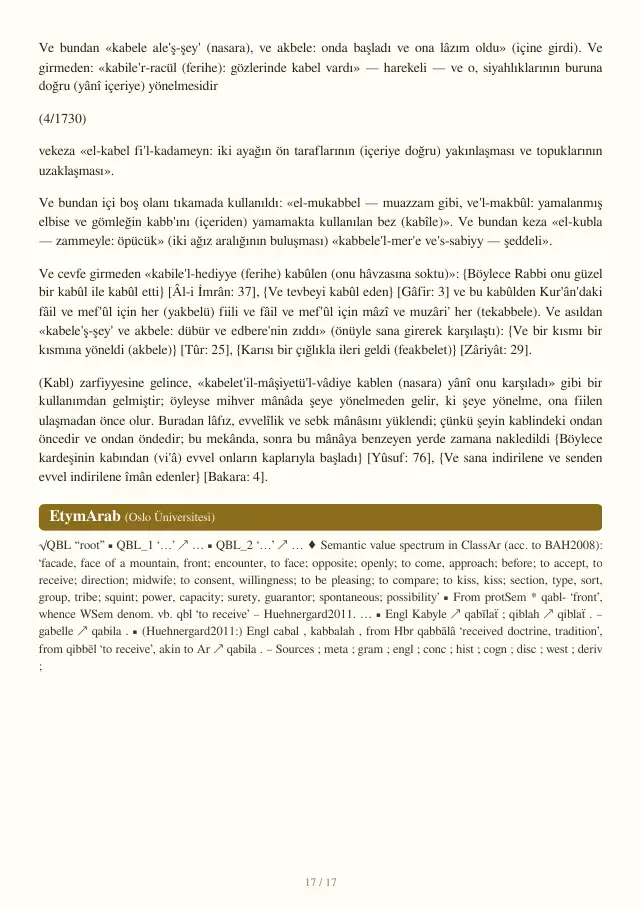 Ve bundan «kabele ale'ş-şey' (nasara), ve akbele: onda başladı ve ona lâzım oldu» (içine girdi). Ve
girmeden: «kabile'r-racül (ferihe): gözlerinde kabel vardı» — harekeli — ve o, siyahlıklarının buruna
doğru (yânî içeriye) yönelmesidir
(4/1730)
vekeza «el-kabel fi'l-kadameyn: iki ayağın ön taraflarının (içeriye doğru) yakınlaşması ve topuklarının
uzaklaşması».
Ve bundan içi boş olanı tıkamada kullanıldı: «el-mukabbel — muazzam gibi, ve'l-makbûl: yamalanmış
elbise ve gömleğin kabb'ını (içeriden) yamamakta kullanılan bez (kabîle)». Ve bundan keza «el-kubla
— zammeyle: öpücük» (iki ağız aralığının buluşması) «kabbele'l-mer'e ve's-sabiyy — şeddeli».
Ve cevfe girmeden «kabile'l-hediyye (ferihe) kabûlen (onu hâvzasına soktu)»: {Böylece Rabbi onu güzel
bir kabûl ile kabul etti} [Âl-i İmrân: 37], {Ve tevbeyi kabûl eden} [Gâfir: 3] ve bu kabûlden Kur'ân'daki
fâil ve mef'ûl için her (yakbelü) fiili ve fâil ve mef'ûl için mâzî ve muzâri' her (tekabbele). Ve asıldan
«kabele'ş-şey' ve akbele: dübür ve edbere'nin zıddı» (önüyle sana girerek karşılaştı): {Ve bir kısmı bir
kısmına yöneldi (akbele)} [Tûr: 25], {Karısı bir çığlıkla ileri geldi (feakbelet)} [Zâriyât: 29].
(Kabl) zarfiyyesine gelince, «kabelet'il-mâşiyetü'l-vâdiye kablen (nasara) yânî onu karşıladı» gibi bir
kullanımdan gelmiştir; öyleyse mihver mânâda şeye yönelmeden gelir, ki şeye yönelme, ona fiilen
ulaşmadan önce olur. Buradan lâfız, evvelîlik ve sebk mânâsını yüklendi; çünkü şeyin kablindeki ondan
öncedir ve ondan öndedir; bu mekânda, sonra bu mânâya benzeyen yerde zamana nakledildi {Böylece
kardeşinin kabından (vi'â) evvel onların kaplarıyla başladı} [Yûsuf: 76], {Ve sana indirilene ve senden
evvel indirilene îmân edenler} [Bakara: 4].
EtymArab (Oslo Üniversitesi)
√QBL “root” ▪ QBL_1 ‘…’ ↗ … ▪ QBL_2 ‘…’ ↗ … ♦ Semantic value spectrum in ClassAr (acc. to BAH2008):
‘facade, face of a mountain, front; encounter, to face; opposite; openly; to come, approach; before; to accept, to
receive; direction; midwife; to consent, willingness; to be pleasing; to compare; to kiss, kiss; section, type, sort,
group, tribe; squint; power, capacity; surety, guarantor; spontaneous; possibility’ ▪ From protSem * qabl- ‘front’,
whence WSem denom. vb. qbl ‘to receive’ – Huehnergard2011. … ▪ Engl Kabyle ↗ qabīlaẗ ; qiblah ↗ qiblaẗ . –
gabelle ↗ qabila . ▪ (Huehnergard2011:) Engl cabal , kabbalah , from Hbr qabbālâ ‘received doctrine, tradition’,
from qibbēl ‘to receive’, akin to Ar ↗ qabila . – Sources ; meta ; gram ; engl ; conc ; hist ; cogn ; disc ; west ; deriv
;
17 / 17